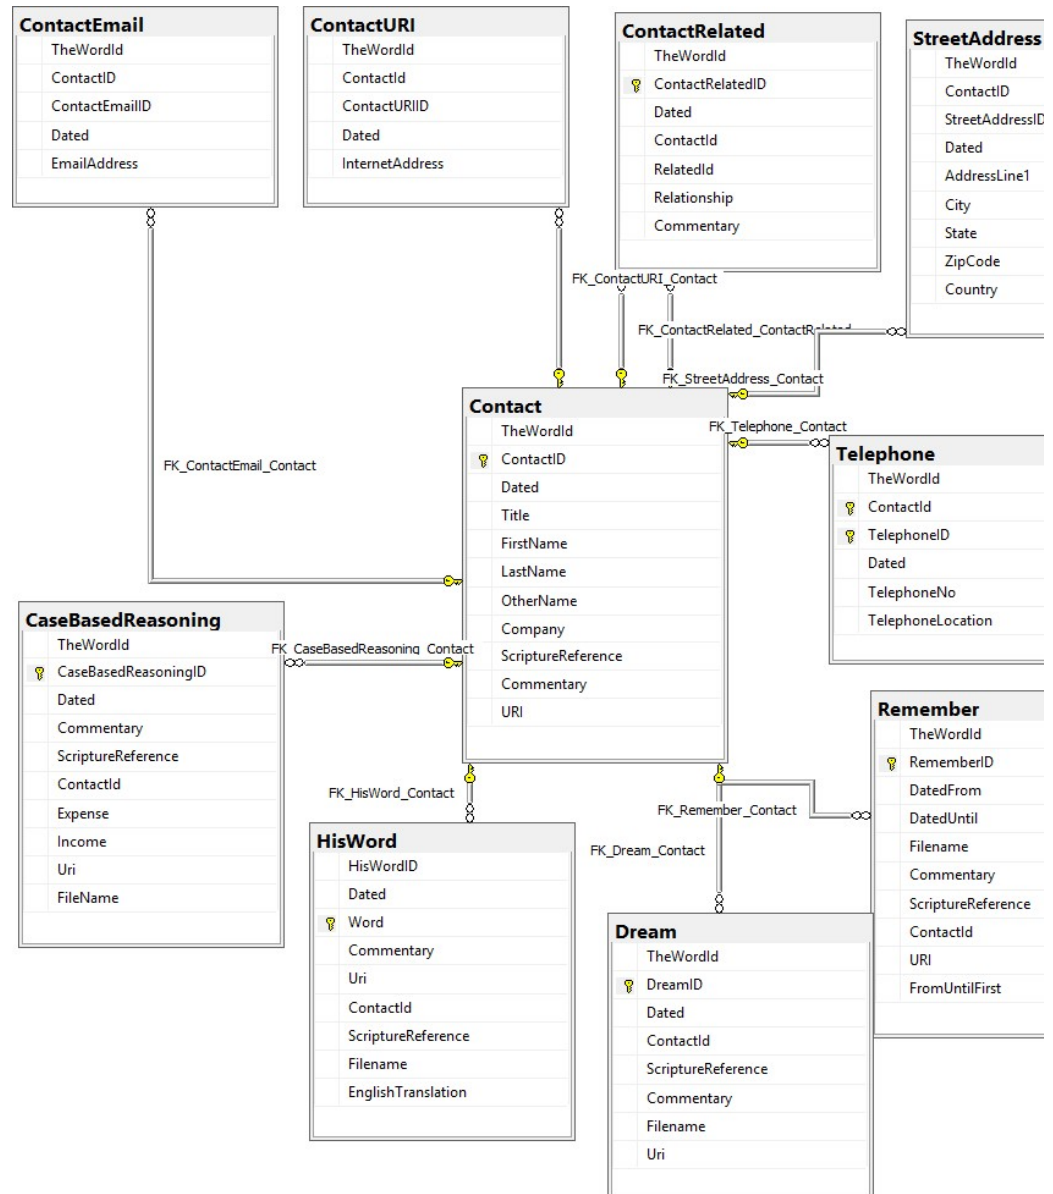 ContactEmail
TheWordId
ContactID
ContactEmailID
Dated
EmailAddress
ContactURI
TheWordId
ContactId
ContactURIID
Dated
InternetAddress
ContactRelated
TheWordId
ContactRelatedID
Dated
ContactId
RelatedId
Relationship
Commentary
StreetAddress
TheWordId
ContactID
StreetAddressID
Dated
AddressLine1
City
State
ZipCode
Country
FK_ContactURI_Contact
FK_ContactRelated_ContactRelated
FK_StreetAddress_Contact
FK_Telephone_Contact
FK_ContactEmail_Contact
Contact
TheWordId
ContactID
Dated
Title
FirstName
LastName
OtherName
Company
ScriptureReference
Commentary
URI
Telephone
TheWordId
ContactId
TelephoneID
Dated
TelephoneNo
TelephoneLocation
CaseBasedReasoning
TheWordId
CaseBasedReasoningID
Dated
Commentary
ScriptureReference
ContactId
Expense
Income
Uri
FileName
FK_CaseBasedReasoning_Contact
FK_HisWord_Contact
FK_Remember_Contact
FK_Dream_Contact
Remember
TheWordId
RememberID
DatedFrom
DatedUntil
Filename
Commentary
ScriptureReference
ContactId
URI
FromUntilFirst
HisWord
HisWordID
Dated
Word
Commentary
Uri
ContactId
ScriptureReference
Filename
EnglishTranslation
Dream
TheWordId
DreamID
Dated
ContactId
ScriptureReference
Commentary
Filename
Uri